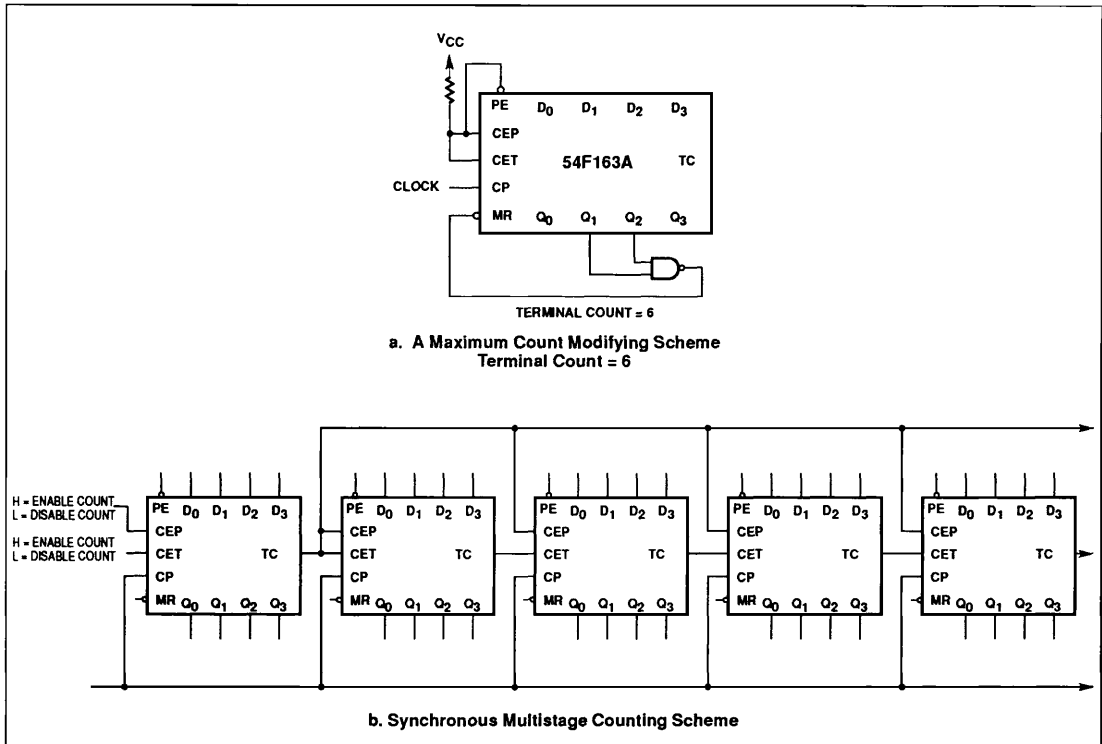 VCC
PE D0 D1 D2 D3
CEP
CET 54F163A TC
CLOCK CP
MR Q0 Q1 Q2 Q3
TERMINAL COUNT = 6
a. A Maximum Count Modifying Scheme
Terminal Count = 6
H = ENABLE COUNT
L = DISABLE COUNT
H = ENABLE COUNT
L = DISABLE COUNT
PE D0 D1 D2 D3
CEP
CET TC
CP
MR Q0 Q1 Q2 Q3
PE D0 D1 D2 D3
CEP
CET TC
CP
MR Q0 Q1 Q2 Q3
PE D0 D1 D2 D3
CEP
CET TC
CP
MR Q0 Q1 Q2 Q3
PE D0 D1 D2 D3
CEP
CET TC
CP
MR Q0 Q1 Q2 Q3
PE D0 D1 D2 D3
CEP
CET TC
CP
MR Q0 Q1 Q2 Q3
b. Synchronous Multistage Counting Scheme